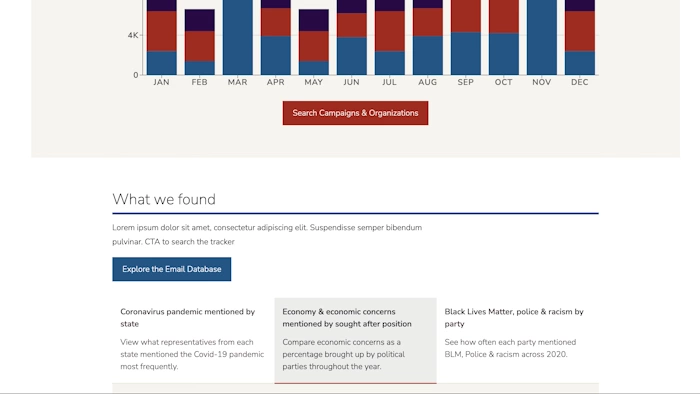 4K
0
JAN FEB MAR APR MAY JUN JUL AUG SEP OCT NOV DEC
Search Campaigns & Organizations
What we found
Lorem ipsum dolor sit amet, consectetur adipiscing elit. Suspendisse semper bibendum
pulvinar. CTA to search the tracker
Explore the Email Database
Coronavirus pandemic mentioned by
state
View what representatives from each
state mentioned the Covid-19 pandemic
most frequently.
Economy & economic concerns
mentioned by sought after position
Compare economic concerns as a
percentage brought up by political
parties throughout the year.
Black Lives Matter, police & racism by
party
See how often each party mentioned
BLM, Police & racism across 2020.